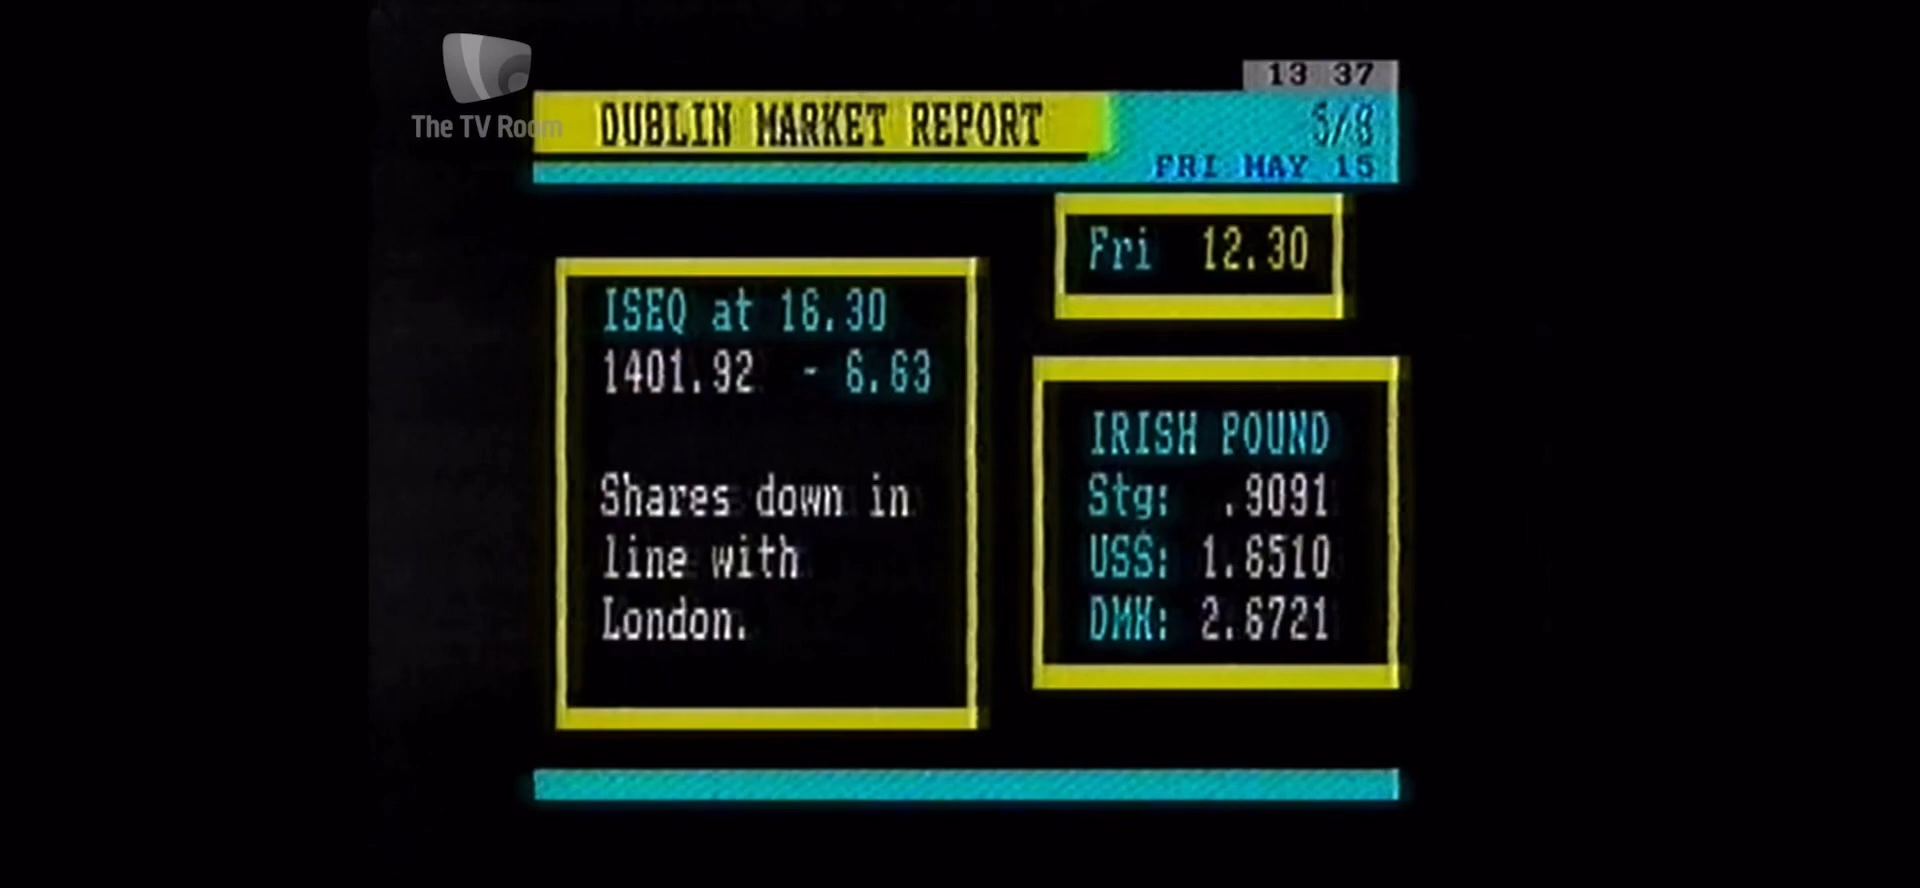 The TV Room
13 37
DUBLIN MARKET REPORT
FRI MAY 15
Fri 12.30
ISEQ at 16.30
1401.92 - 6.63
Shares down in
line with
London.
IRISH POUND
Stg: .9091
US$: 1.6510
DMK: 2.6721